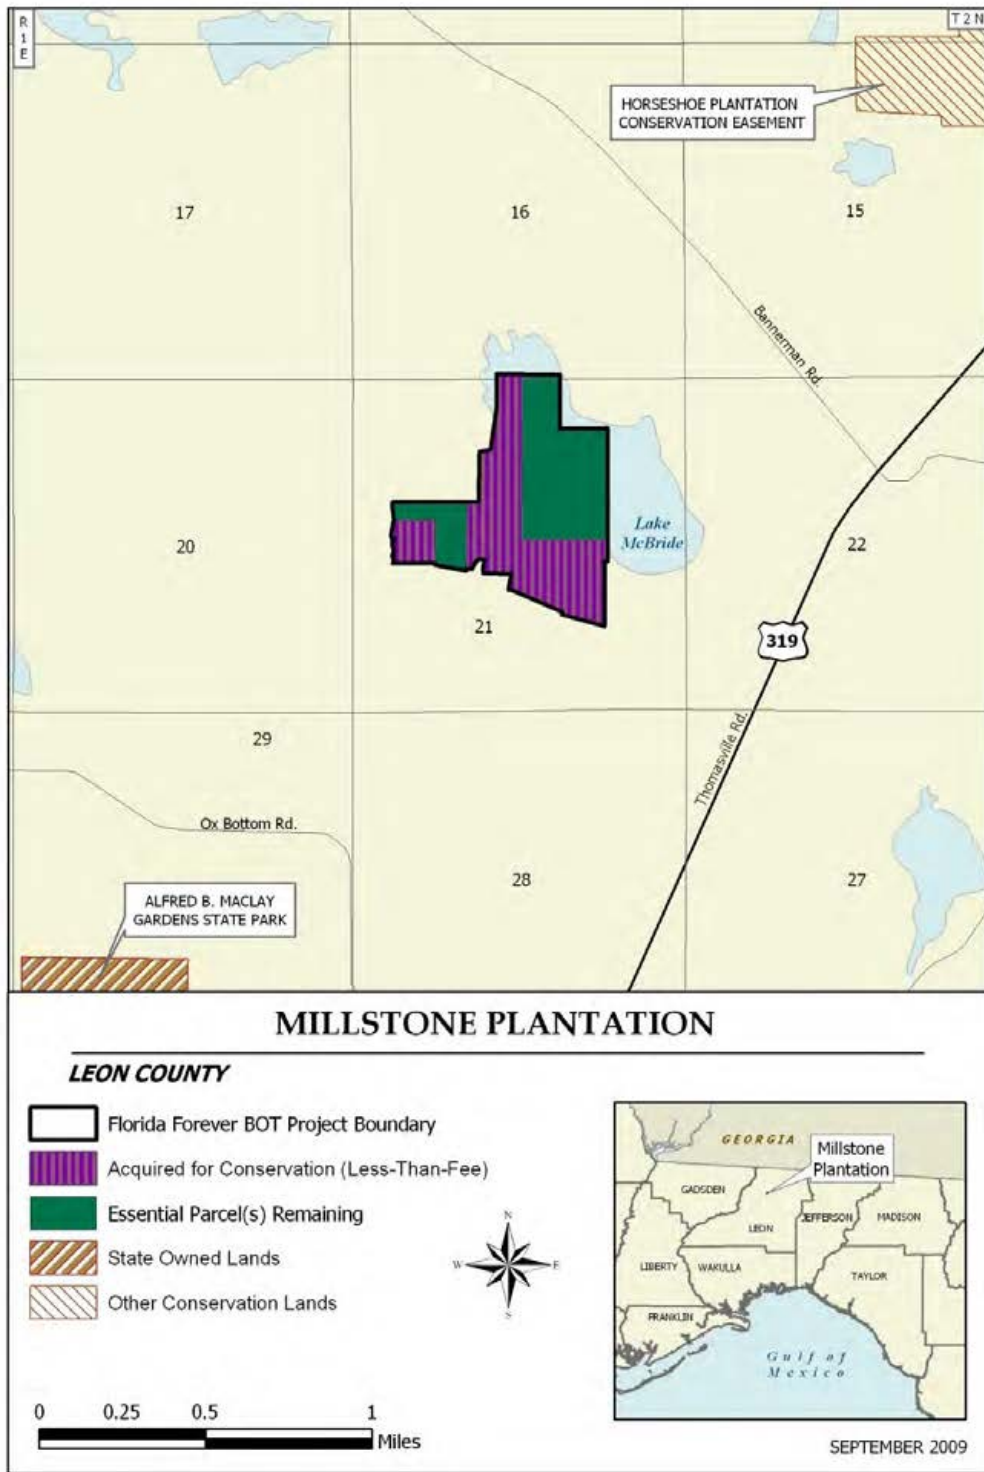 R
1
E
T 2 N
HORSESHOE PLANTATION
CONSERVATION EASEMENT
17
16
15
Bannerman Rd.
Lake
McBride
20
22
21
319
Thomasville Rd.
29
Ox Bottom Rd.
28
27
ALFRED B. MACLAY
GARDENS STATE PARK
MILLSTONE PLANTATION
LEON COUNTY
Florida Forever BOT Project Boundary
Acquired for Conservation (Less-Than-Fee)
Essential Parcel(s) Remaining
State Owned Lands
Other Conservation Lands
N
W
E
S
0 0.25 0.5 1
Miles
GEORGIA
Millstone
Plantation
GADSDEN
LEON
JEFFERSON
MADISON
LIBERTY
WAKULLA
TAYLOR
FRANKLIN
Gulf of
Mexico
SEPTEMBER 2009